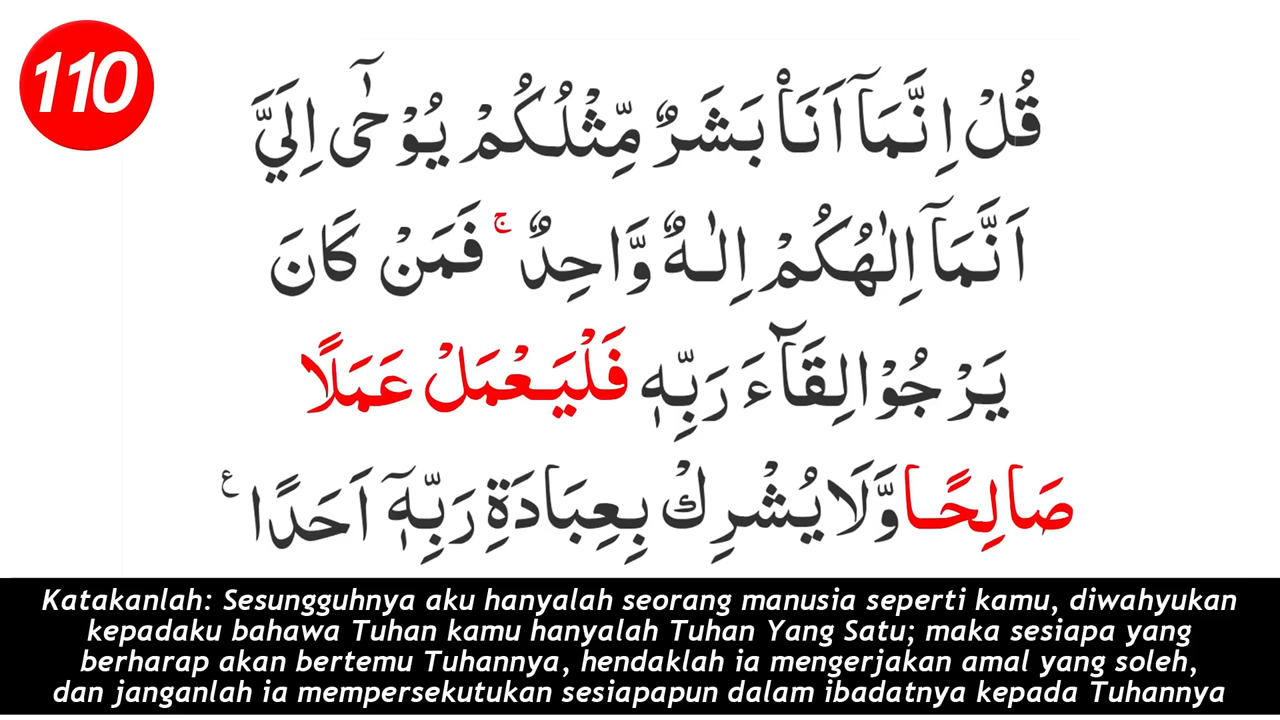 110
قُلْ اِنَّمَآ اَنَا۠ بَشَرٌ مِّثْلُكُمْ يُوْحٰٓى اِلَيَّ
اَنَّمَآ اِلٰهُكُمْ اِلٰهٌ وَّاحِدٌ ۚ فَمَنْ كَانَ
يَرْجُوْا لِقَآءَ رَبِّهٖ فَلْيَعْمَلْ عَمَلًا
صَالِحًا وَّلَا يُشْرِكْ بِعِبَادَةِ رَبِّهٖٓ اَحَدًا ࣖ
Katakanlah: Sesungguhnya aku hanyalah seorang manusia seperti kamu, diwahyukan
kepadaku bahawa Tuhan kamu hanyalah Tuhan Yang Satu; maka sesiapa yang
berharap akan bertemu Tuhannya, hendaklah ia mengerjakan amal yang soleh,
dan janganlah ia mempersekutukan sesiapapun dalam ibadatnya kepada Tuhannya